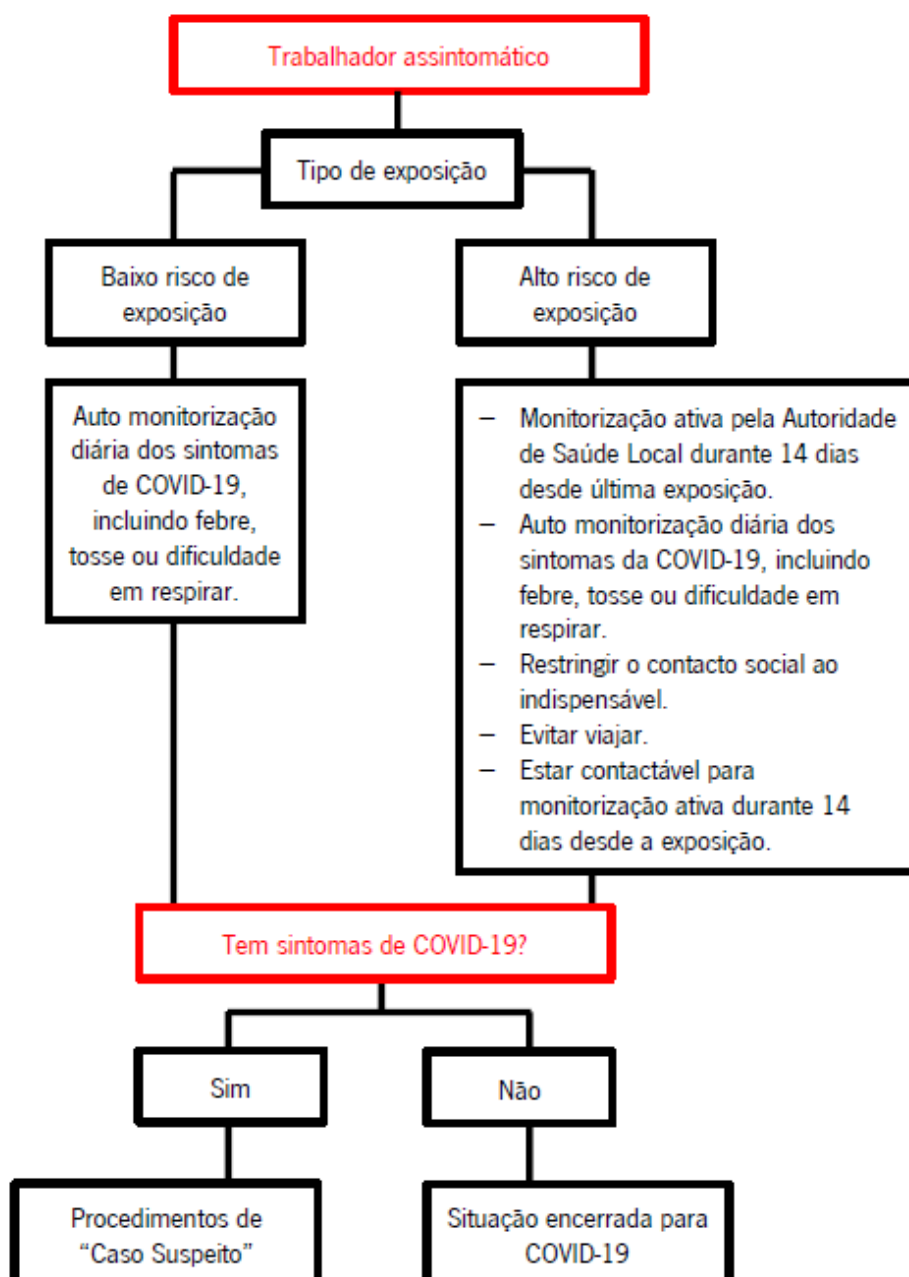 Trabalhador assintomático
Tipo de exposição
Baixo risco de
exposição
Alto risco de
exposição
Auto monitorização
diária dos sintomas
de COVID-19,
incluindo febre,
tosse ou dificuldade
em respirar.
– Monitorização ativa pela Autoridade
de Saúde Local durante 14 dias
desde última exposição.
– Auto monitorização diária dos
sintomas da COVID-19, incluindo
febre, tosse ou dificuldade em
respirar.
– Restringir o contacto social ao
indispensável.
– Evitar viajar.
– Estar contactável para
monitorização ativa durante 14
dias desde a exposição.
Tem sintomas de COVID-19?
Sim
Não
Procedimentos de
“Caso Suspeito”
Situação encerrada para
COVID-19